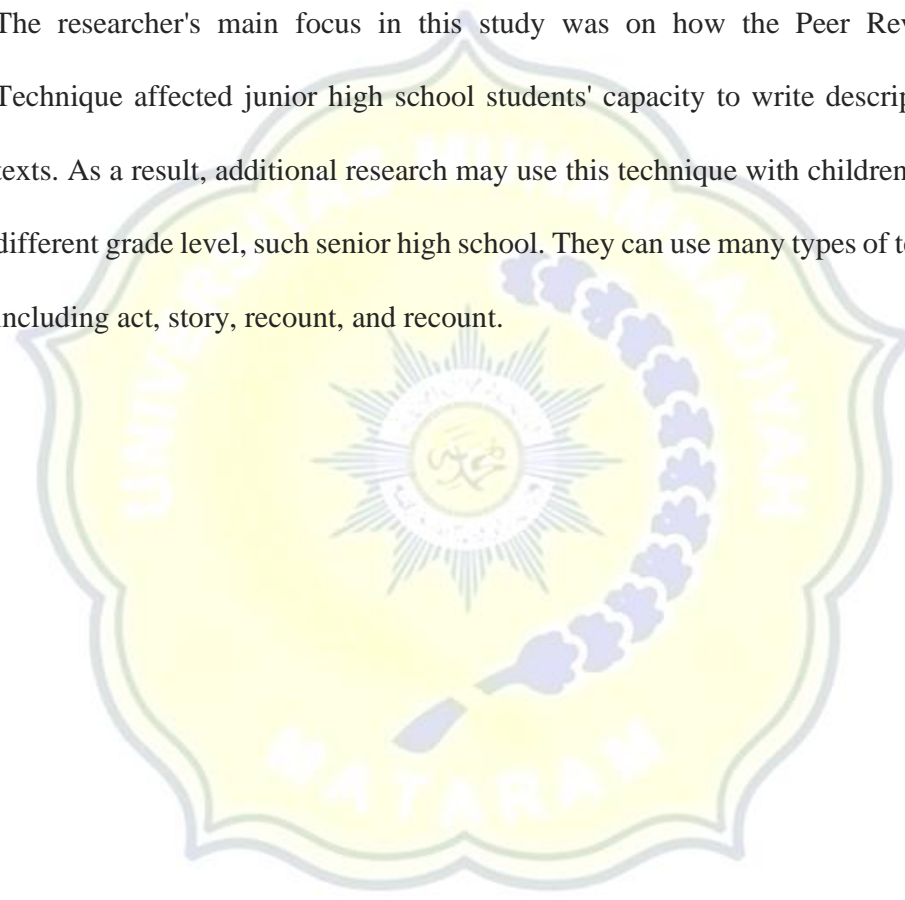 The researcher's main focus in this study was on how the Peer Rev
Technique affected junior high school students' capacity to write descrip
texts. As a result, additional research may use this technique with children
different grade level, such senior high school. They can use many types of te
including act, story, recount, and recount.
UNIVERSITAS MUHAMMADIYAH
MATARAM